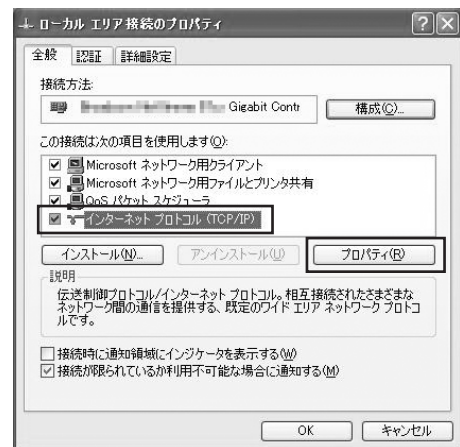 ローカル エリア接続のプロパティ
全般 認証 詳細設定
接続方法:
Gigabit Contr 構成(C)...
この接続は次の項目を使用します(O):
Microsoft ネットワーク用クライアント
Microsoft ネットワーク用ファイルとプリンタ共有
QoS パケット スケジューラ
インターネット プロトコル (TCP/IP)
インストール(N)... アンインストール(U) プロパティ(R)
説明
伝送制御プロトコル/インターネット プロトコル。相互接続されたさまざまな
ネットワーク間の通信を提供する、既定のワイド エリア ネットワーク プロトコ
ルです。
接続時に通知領域にインジケータを表示する(W)
接続が限られているか利用不可能な場合に通知する(M)
OK キャンセル